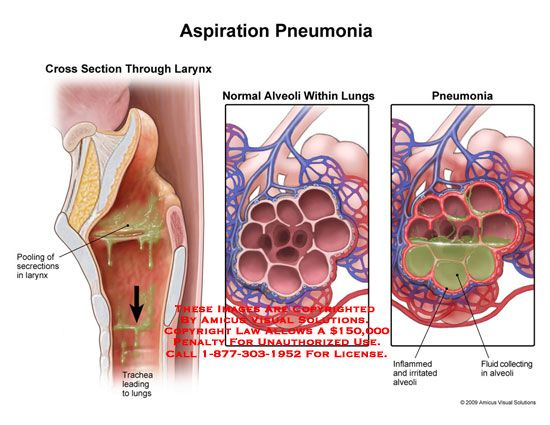 Aspiration Pneumonia
Cross Section Through Larynx
Normal Alveoli Within Lungs
Pneumonia
Pooling of
secrections
in larynx
Trachea
leading
to lungs
These Images Are Copyrighted
By Amicus Visual Solutions.
Copyright Law Allows A $150,000
Penalty For Unauthorized Use.
Call 1-877-303-1952 For License.
Inflammed
and irritated
alveoli
Fluid collecting
in alveoli
© 2009 Amicus Visual Solutions